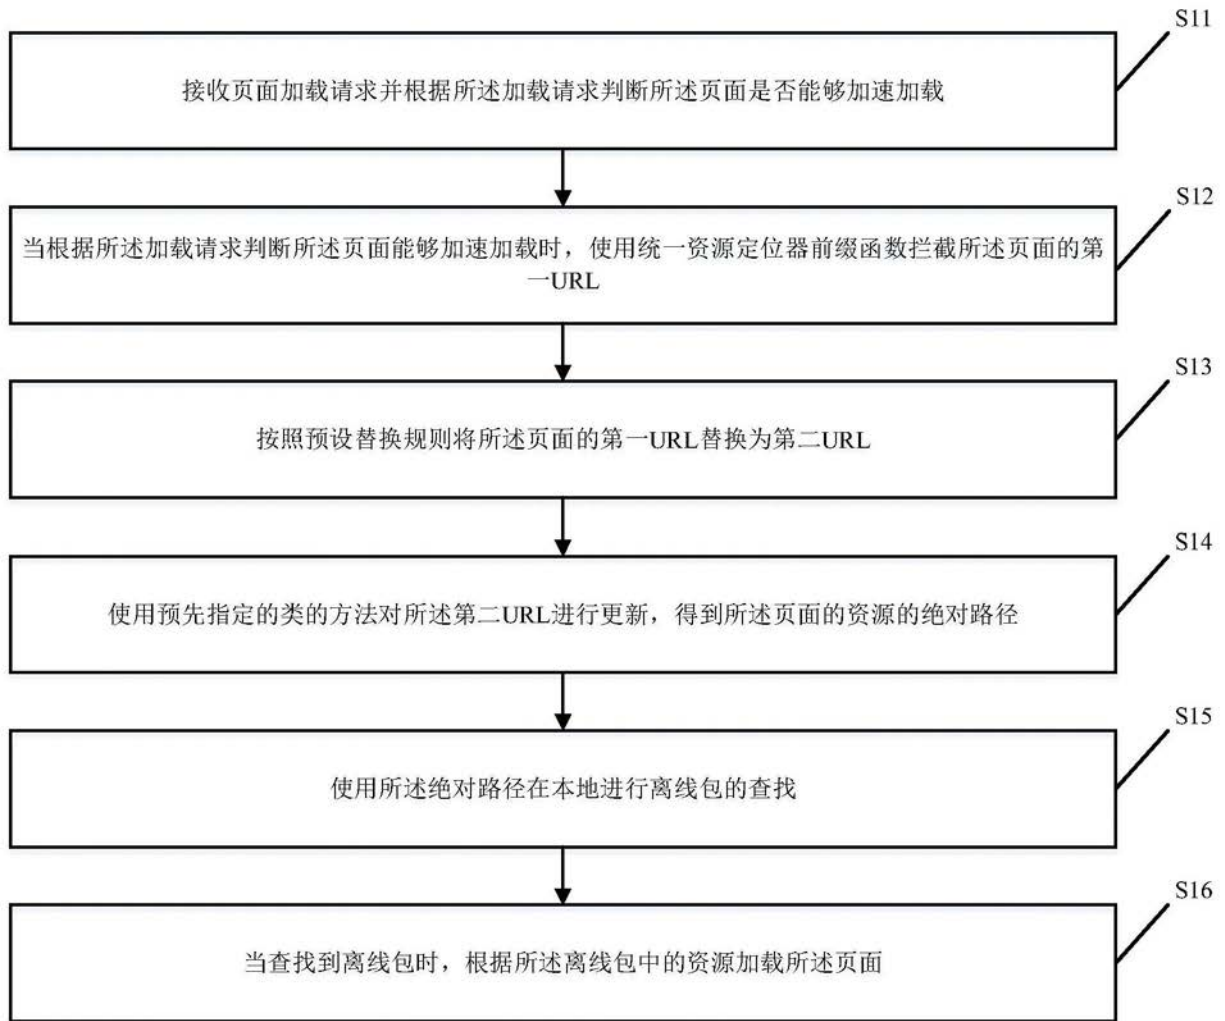 S11
接收页面加载请求并根据所述加载请求判断所述页面是否能够加速加载
S12
当根据所述加载请求判断所述页面能够加速加载时，使用统一资源定位器前缀函数拦截所述页面的第
一URL
S13
按照预设替换规则将所述页面的第一URL替换为第二URL
S14
使用预先指定的类的方法对所述第二URL进行更新，得到所述页面的资源的绝对路径
S15
使用所述绝对路径在本地进行离线包的查找
S16
当查找到离线包时，根据所述离线包中的资源加载所述页面